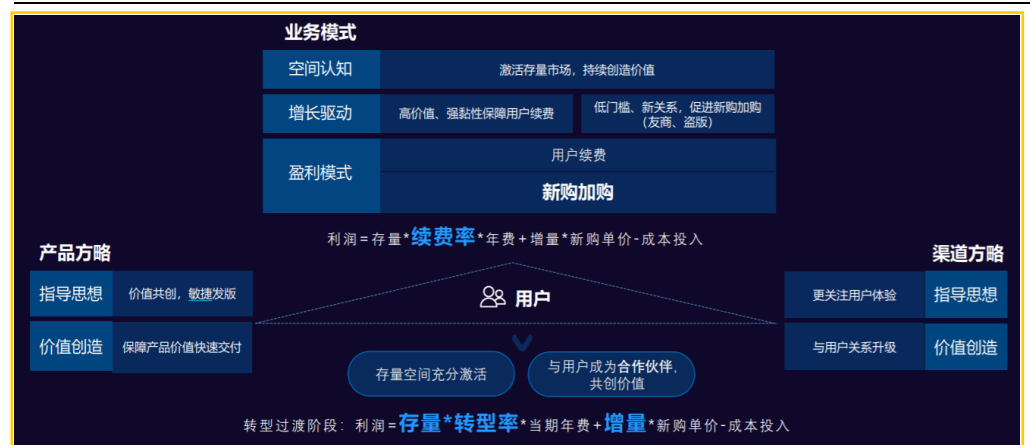 业务模式
空间认知
激活存量市场，持续创造价值
增长驱动
高价值、强黏性保障用户续费
低门槛、新关系，促进新购加购
（友商、盗版）
盈利模式
用户续费
新购加购
利润=存量*续费率*年费+增量*新购单价-成本投入
产品方略
指导思想
价值共创，敏捷发版
价值创造
保障产品价值快速交付
用户
渠道方略
更关注用户体验
指导思想
与用户关系升级
价值创造
存量空间充分激活
与用户成为合作伙伴，
共创价值
转型过渡阶段：利润=存量*转型率*当期年费+增量*新购单价-成本投入